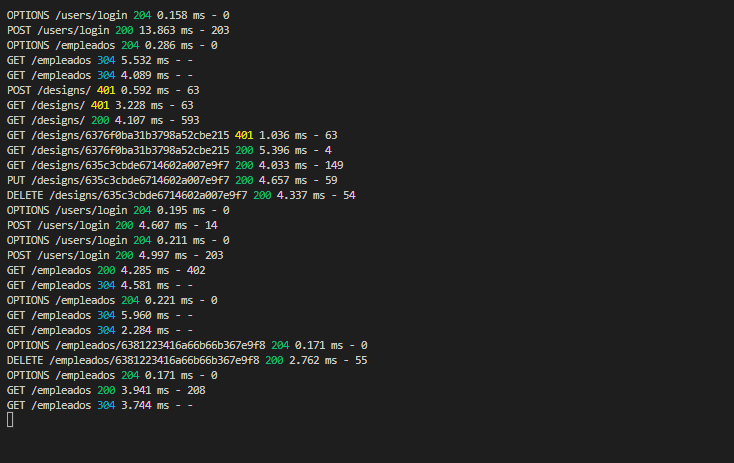 OPTIONS /users/login 204 0.158 ms - 0
POST /users/login 200 13.863 ms - 203
OPTIONS /empleados 204 0.286 ms - 0
GET /empleados 304 5.532 ms - -
GET /empleados 304 4.089 ms - -
POST /designs/ 401 0.592 ms - 63
GET /designs/ 401 3.228 ms - 63
GET /designs/ 200 4.107 ms - 593
GET /designs/6376f0ba31b3798a52cbe215 401 1.036 ms - 63
GET /designs/6376f0ba31b3798a52cbe215 200 5.396 ms - 4
GET /designs/635c3cbde6714602a007e9f7 200 4.033 ms - 149
PUT /designs/635c3cbde6714602a007e9f7 200 4.657 ms - 59
DELETE /designs/635c3cbde6714602a007e9f7 200 4.337 ms - 54
OPTIONS /users/login 204 0.195 ms - 0
POST /users/login 200 4.607 ms - 14
OPTIONS /users/login 204 0.211 ms - 0
POST /users/login 200 4.997 ms - 203
GET /empleados 200 4.285 ms - 402
GET /empleados 304 4.581 ms - -
OPTIONS /empleados 204 0.221 ms - 0
GET /empleados 304 5.960 ms - -
GET /empleados 304 2.284 ms - -
OPTIONS /empleados/6381223416a66b66b367e9f8 204 0.171 ms - 0
DELETE /empleados/6381223416a66b66b367e9f8 200 2.762 ms - 55
OPTIONS /empleados 204 0.171 ms - 0
GET /empleados 200 3.941 ms - 208
GET /empleados 304 3.744 ms - -